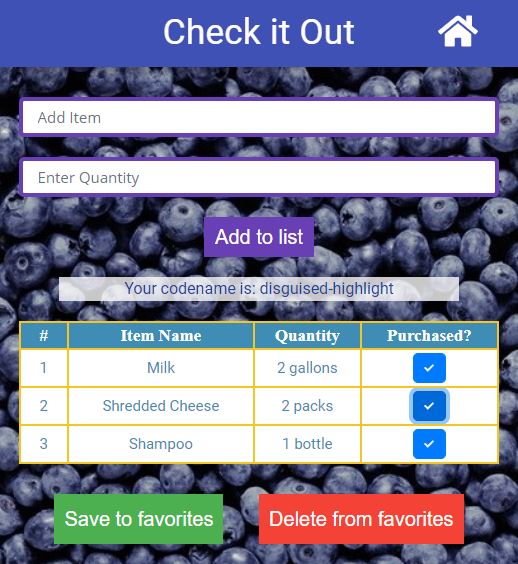 Check it Out
Add Item
Enter Quantity
Add to list
Your codename is: disguised-highlight
# Item Name Quantity Purchased?
1 Milk 2 gallons
2 Shredded Cheese 2 packs
3 Shampoo 1 bottle
Save to favorites Delete from favorites